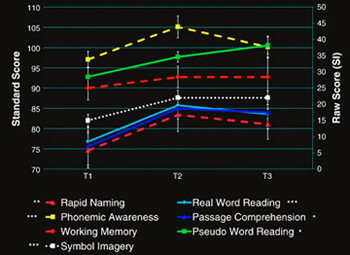 110
105
100
95
90
85
80
75
70
Standard Score
50
45
40
35
30
25
20
15
10
5
0
Raw Score (SI)
T1 T2 T3
** Rapid Naming Real Word Reading ***
*** Phonemic Awareness Passage Comprehension *
Working Memory Pseudo Word Reading *
** Symbol Imagery